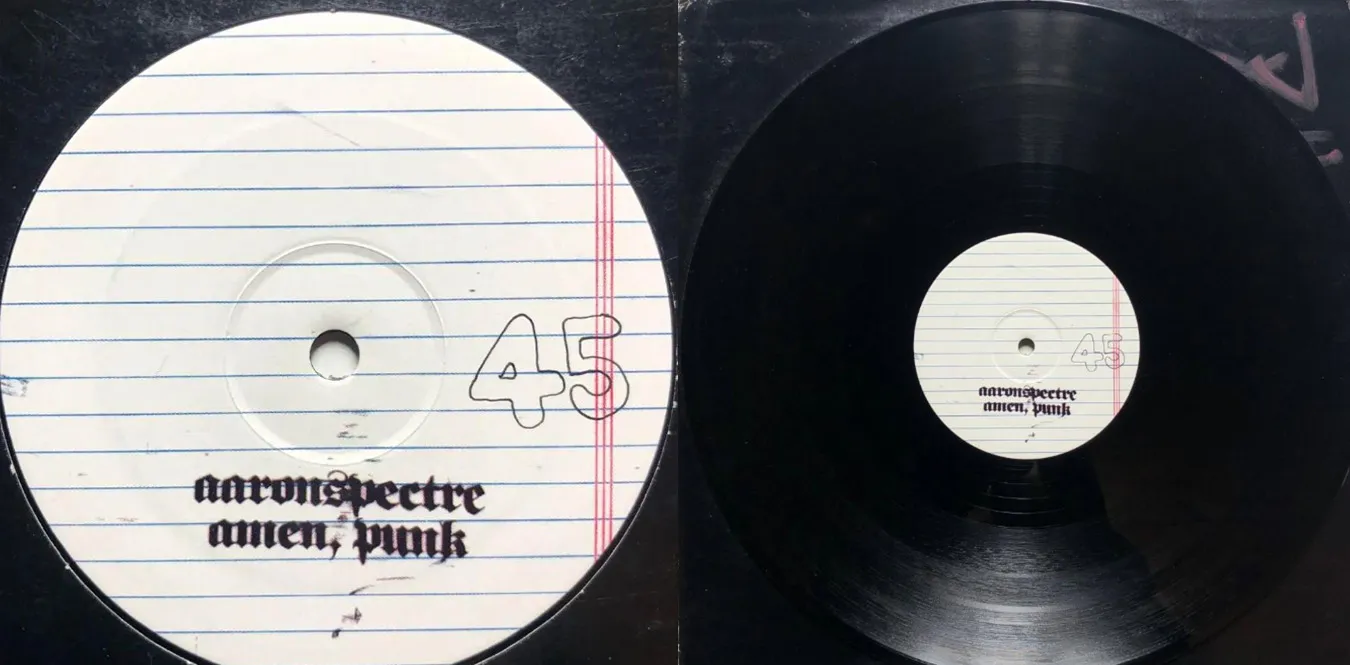 45
aaronspectre
amen, punk
45
aaronspectre
amen, punk